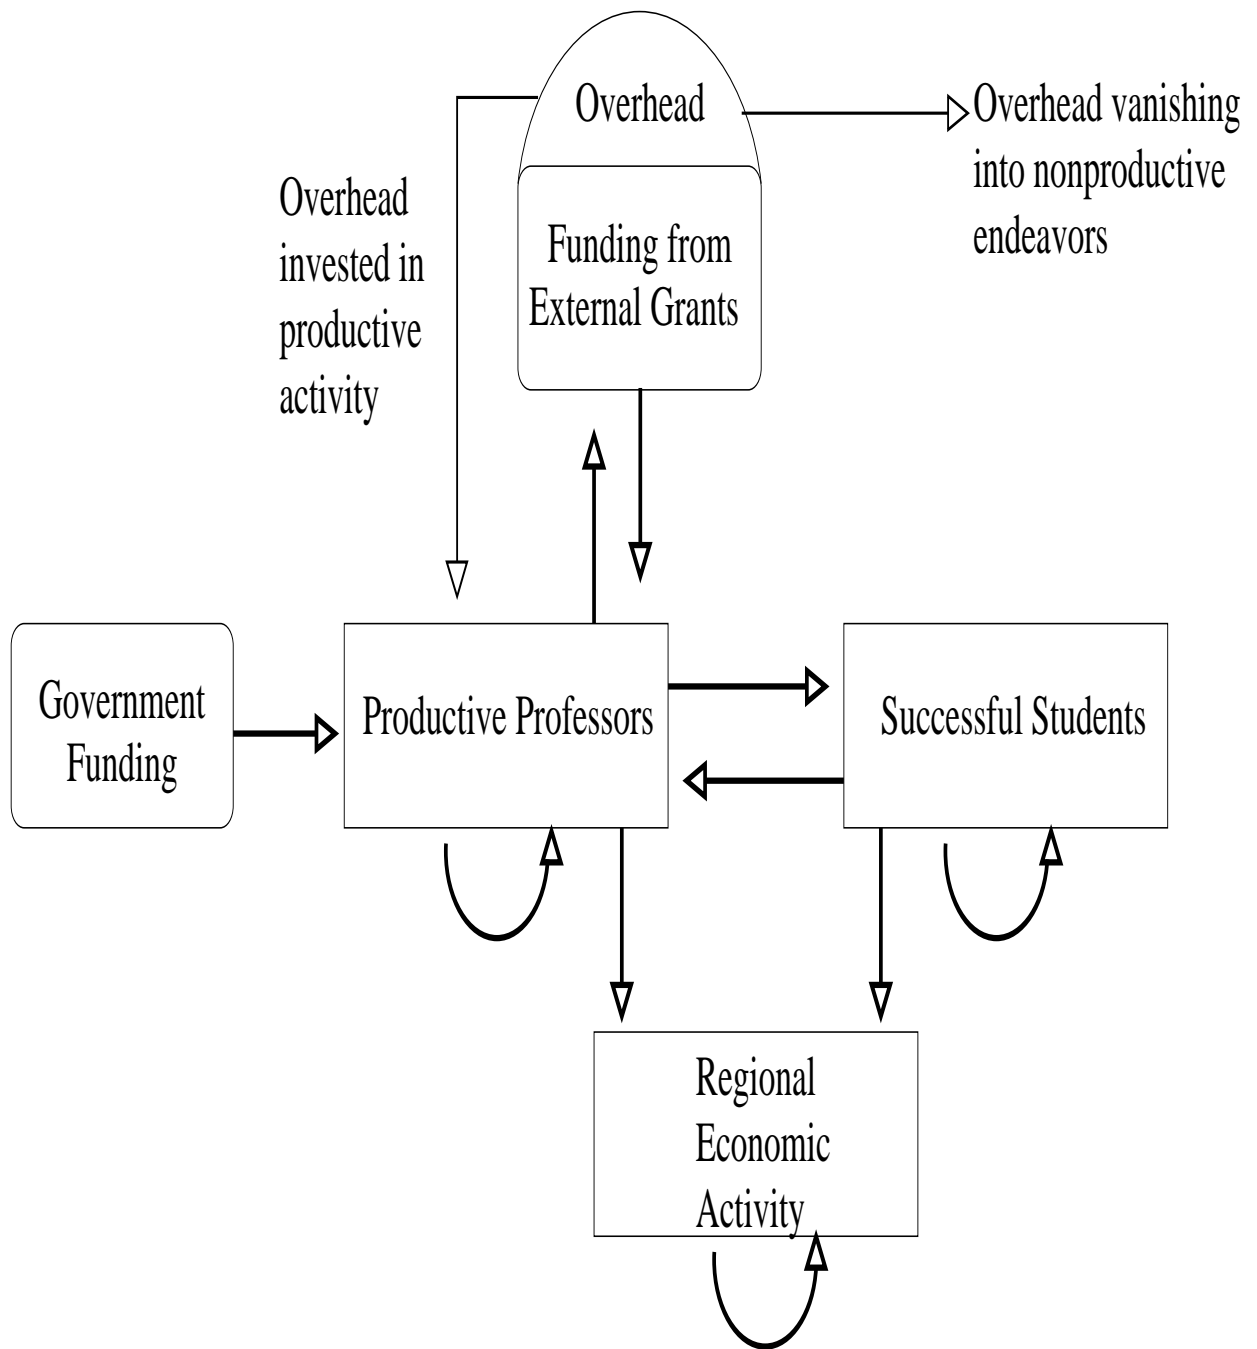 Overhead
Overhead vanishing
into nonproductive
endeavors
Overhead
invested in
productive
activity
Funding from
External Grants
Government
Funding
Productive Professors
Successful Students
Regional
Economic
Activity